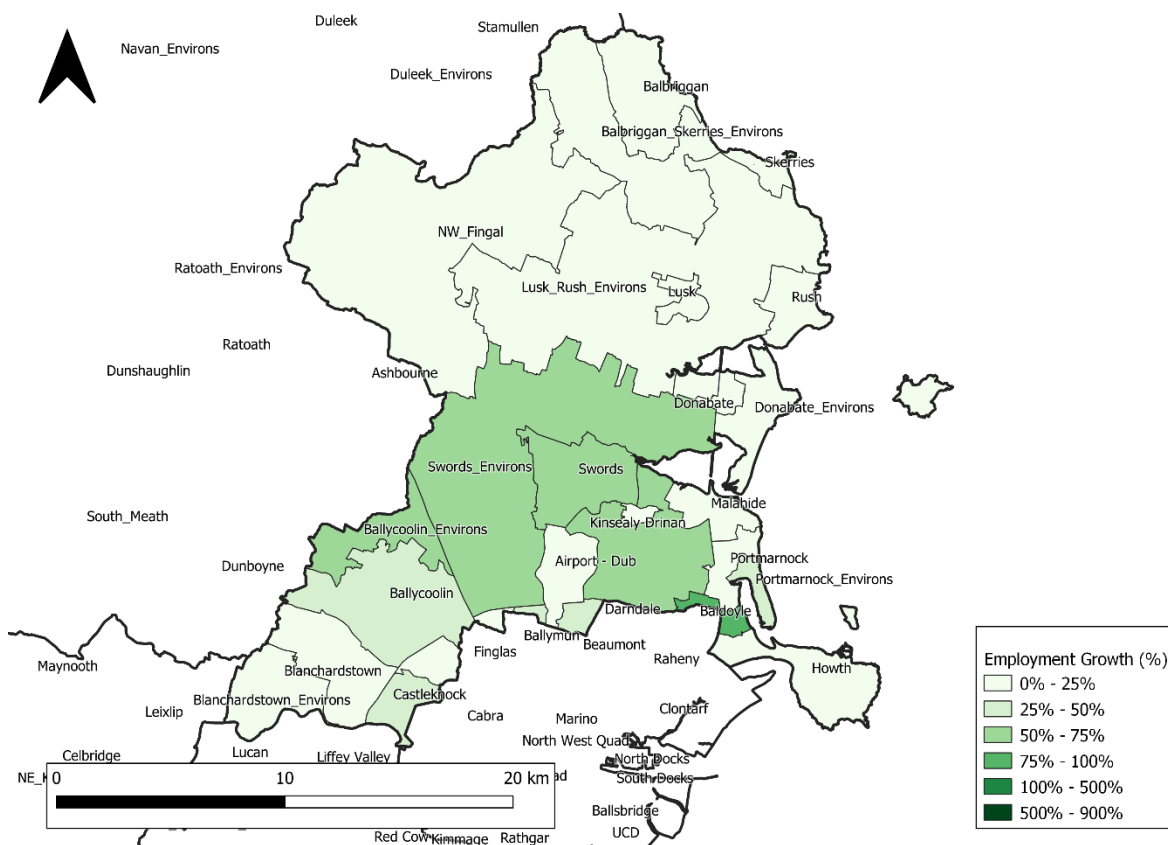 Duleek
Stamullen
Navan_Environs
Duleek_Environs
Balbriggan
Balbriggan_Skerries_Environs
Skerries
NW_Fingal
Ratoath_Environs
Lusk_Rush_Environs
Lusk
Rush
Ratoath
Dunshaughlin
Ashbourne
Donabate
Donabate_Environs
Swords_Environs
Swords
Malahide
South_Meath
Ballycoolin_Environs
Kinsealy-Drinan
Dunboyne
Airport - Dub
Portmarnock
Portmarnock_Environs
Ballycoolin
Darndale
Baldoyle
Ballymun
Beaumont
Finglas
Raheny
Maynooth
Blanchardstown
Howth
Castleknock
Blanchardstown_Environs
Leixlip
Cabra
Marino
Clontarf
North West Quad
Celbridge
Lucan
Liffey Valley
North Docks
South Docks
0 10 20 km
Ballsbridge
UCD
Red Cow
Kimmage
Rathgar
Employment Growth (%)
0% - 25%
25% - 50%
50% - 75%
75% - 100%
100% - 500%
500% - 900%